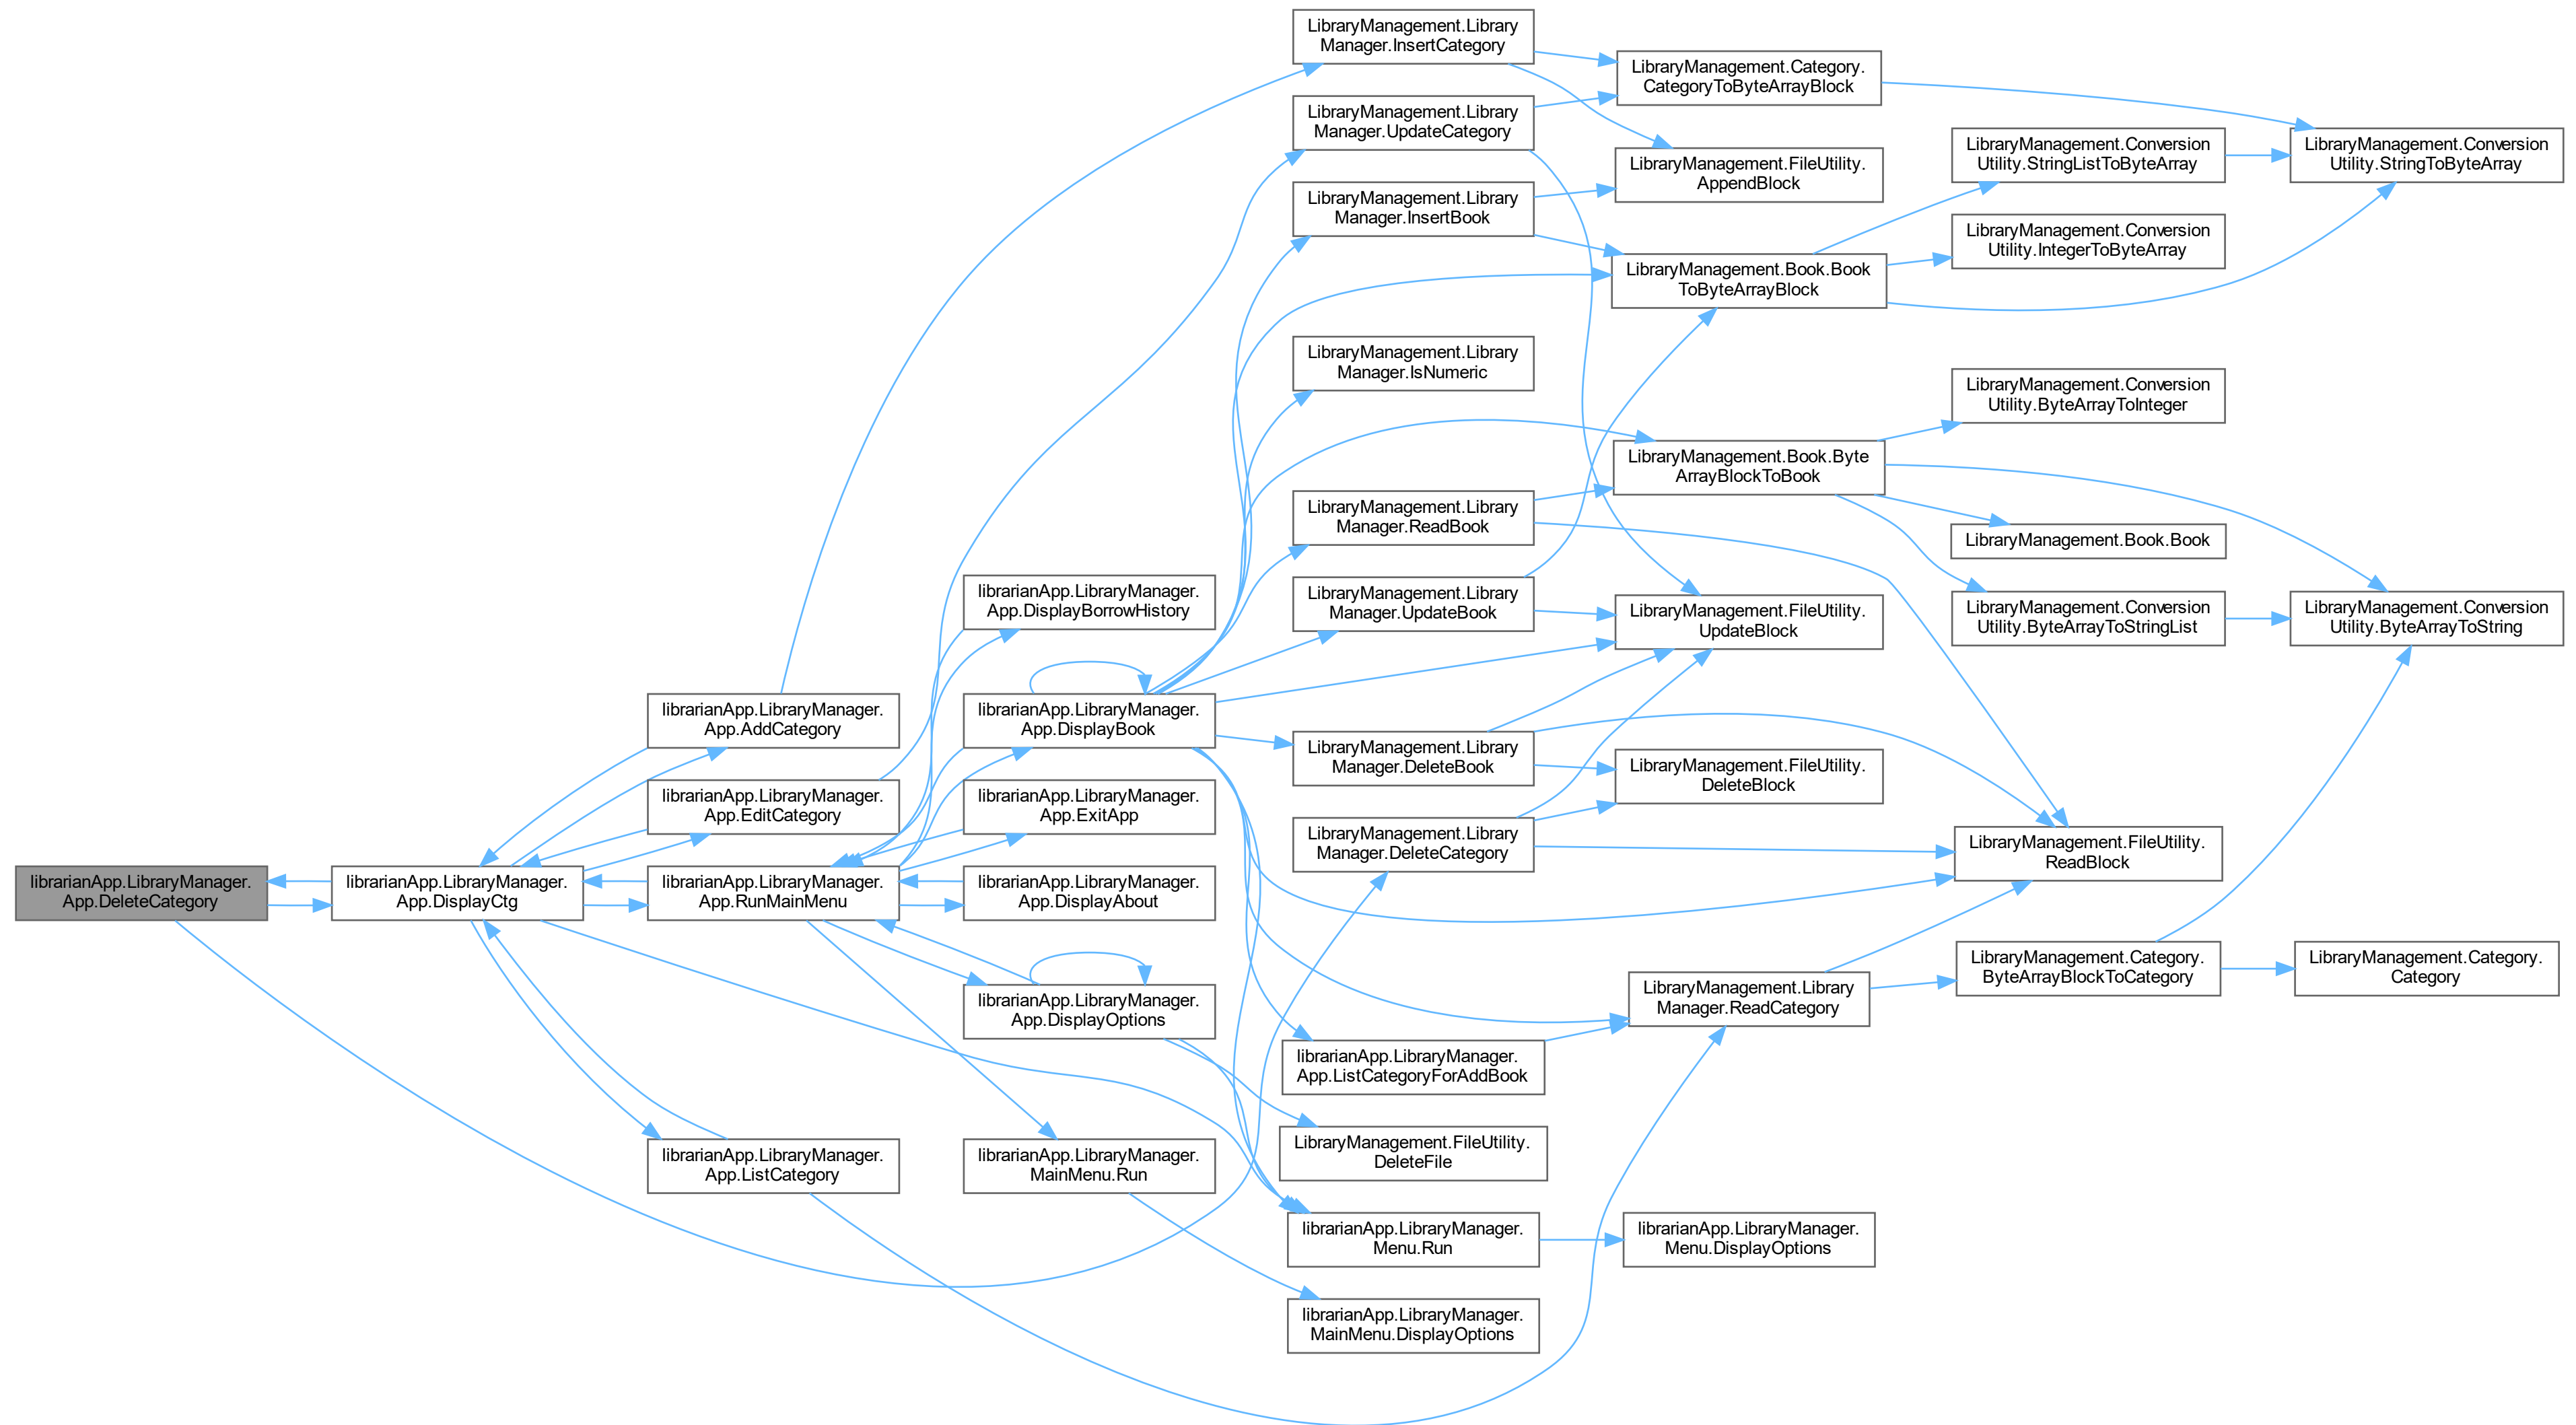 librarianApp.LibraryManager.
App.DeleteCategory
librarianApp.LibraryManager.
App.DisplayCtg
librarianApp.LibraryManager.
App.AddCategory
librarianApp.LibraryManager.
App.EditCategory
librarianApp.LibraryManager.
App.RunMainMenu
librarianApp.LibraryManager.
App.ListCategory
librarianApp.LibraryManager.
App.DisplayBorrowHistory
librarianApp.LibraryManager.
App.DisplayBook
librarianApp.LibraryManager.
App.ExitApp
librarianApp.LibraryManager.
App.DisplayAbout
librarianApp.LibraryManager.
App.DisplayOptions
librarianApp.LibraryManager.
MainMenu.Run
LibraryManagement.Library
Manager.InsertCategory
LibraryManagement.Library
Manager.UpdateCategory
LibraryManagement.Library
Manager.InsertBook
LibraryManagement.Library
Manager.IsNumeric
LibraryManagement.Library
Manager.ReadBook
LibraryManagement.Library
Manager.UpdateBook
LibraryManagement.Library
Manager.DeleteBook
LibraryManagement.Library
Manager.DeleteCategory
librarianApp.LibraryManager.
App.ListCategoryForAddBook
LibraryManagement.FileUtility.
DeleteFile
librarianApp.LibraryManager.
Menu.Run
librarianApp.LibraryManager.
MainMenu.DisplayOptions
LibraryManagement.Category.
CategoryToByteArrayBlock
LibraryManagement.FileUtility.
AppendBlock
LibraryManagement.Book.Book
ToByteArrayBlock
LibraryManagement.Book.Byte
ArrayBlockToBook
LibraryManagement.FileUtility.
UpdateBlock
LibraryManagement.FileUtility.
DeleteBlock
LibraryManagement.Library
Manager.ReadCategory
librarianApp.LibraryManager.
Menu.DisplayOptions
LibraryManagement.Conversion
Utility.StringListToByteArray
LibraryManagement.Conversion
Utility.IntegerToByteArray
LibraryManagement.Conversion
Utility.ByteArrayToInteger
LibraryManagement.Book.Book
LibraryManagement.Conversion
Utility.ByteArrayToStringList
LibraryManagement.FileUtility.
ReadBlock
LibraryManagement.Category.
ByteArrayBlockToCategory
LibraryManagement.Conversion
Utility.StringToByteArray
LibraryManagement.Conversion
Utility.ByteArrayToString
LibraryManagement.Category.
Category